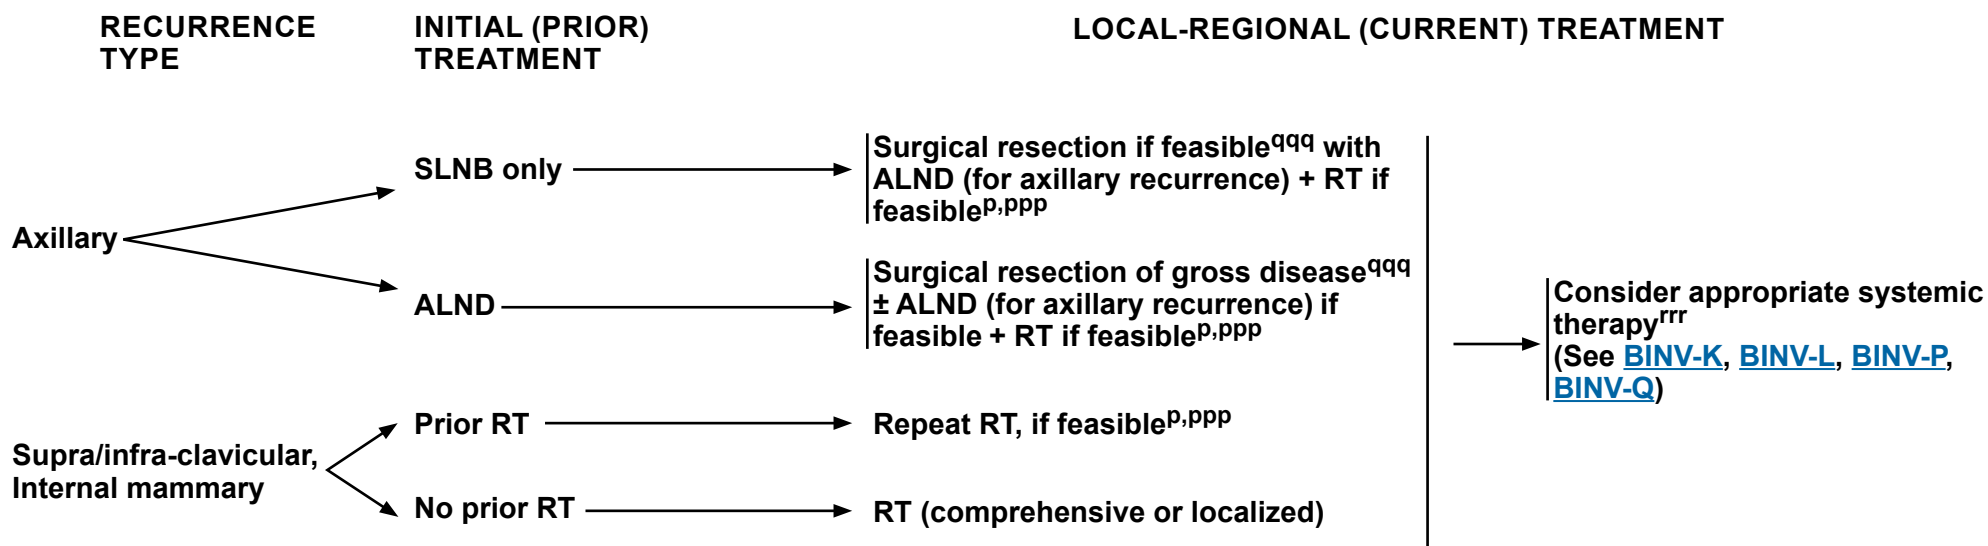 RECURRENCE
TYPE
INITIAL (PRIOR)
TREATMENT
LOCAL-REGIONAL (CURRENT) TREATMENT
Axillary
SLNB only
Surgical resection if feasibleqqq with
ALND (for axillary recurrence) + RT if
feasiblep,ppp
ALND
Surgical resection of gross diseaseqqq
± ALND (for axillary recurrence) if
feasible + RT if feasiblep,ppp
Supra/infra-clavicular,
Internal mammary
Prior RT
Repeat RT, if feasiblep,ppp
No prior RT
RT (comprehensive or localized)
Consider appropriate systemic
therapyrrr
(See BINV-K, BINV-L, BINV-P,
BINV-Q)